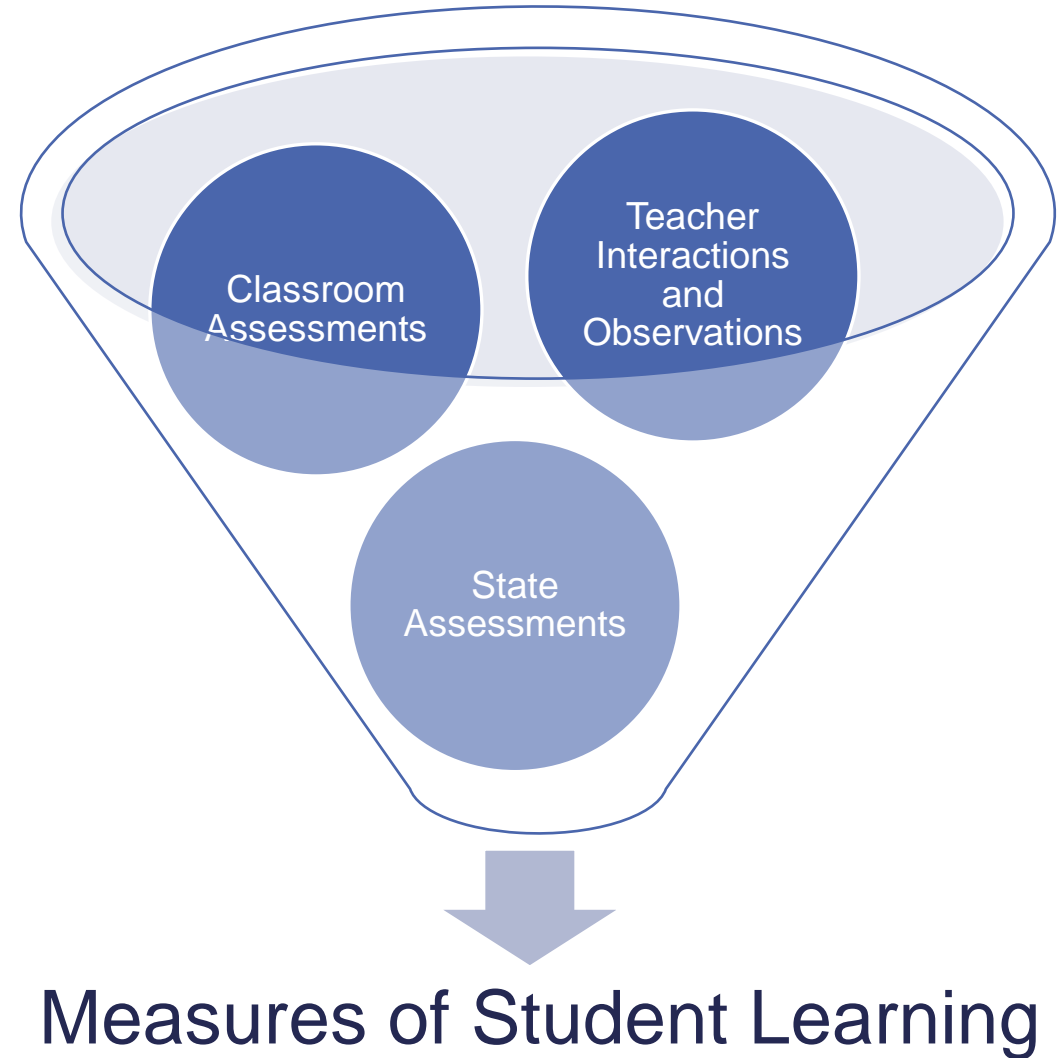 Classroom
Assessments
Teacher
Interactions
and
Observations
State
Assessments
Measures of Student Learning